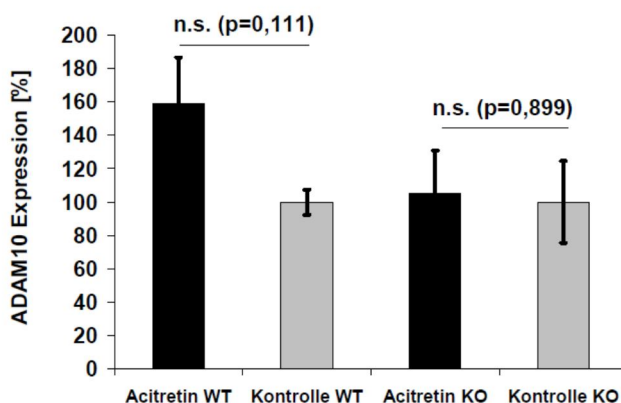 n.s. (p=0,111)
n.s. (p=0,899)
ADAM10 Expression [%]
200
180
160
140
120
100
80
60
40
20
0
Acitretin WT Kontrolle WT Acitretin KO Kontrolle KO